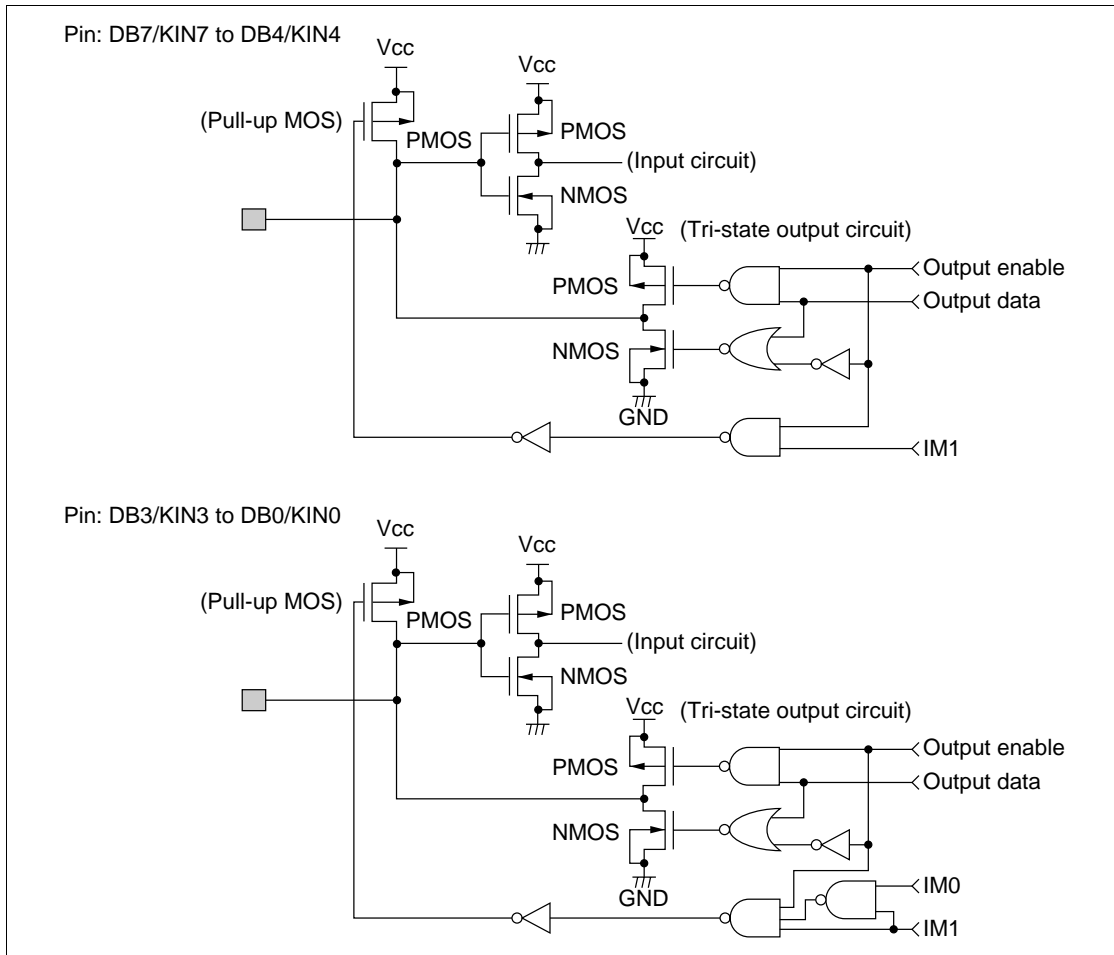 Pin: DB7/KIN7 to DB4/KIN4
Vcc
Vcc
(Pull-up MOS)
PMOS
PMOS
(Input circuit)
NMOS
Vcc
(Tri-state output circuit)
Output enable
PMOS
Output data
NMOS
GND
IM1
Pin: DB3/KIN3 to DB0/KIN0
Vcc
Vcc
(Pull-up MOS)
PMOS
PMOS
(Input circuit)
NMOS
Vcc
(Tri-state output circuit)
Output enable
PMOS
Output data
NMOS
GND
IM0
IM1